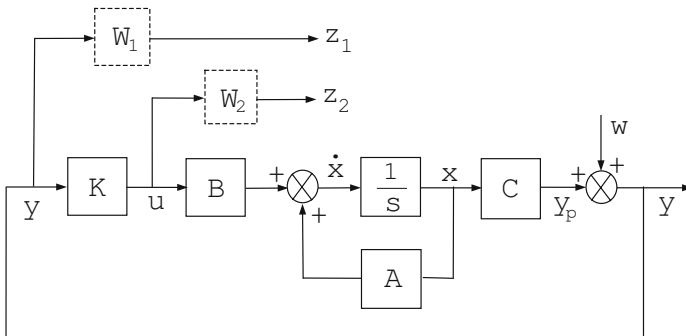 W₁
z₁
W₂
z₂
w
+
ẋ
1/s
x
+
+
K
B
C
y
u
+
yₚ
y
A